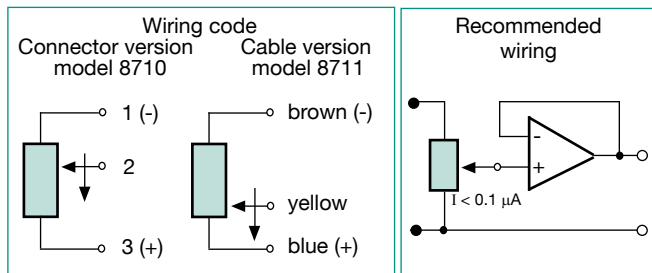 Wiring code
Connector version
model 8710
Cable version
model 8711
1 (-)
2
3 (+)
brown (-)
yellow
blue (+)
Recommended
wiring
-
+
I < 0.1 µA